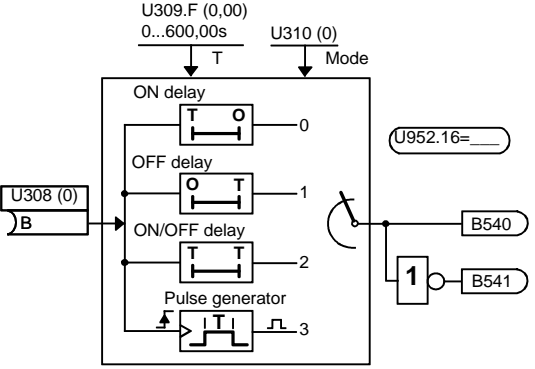 U309.F (0,00)
0...600,00s
U310 (0)
T
Mode
ON delay
T O
0
U952.16=___
OFF delay
O T
1
U308 (0)
B
ON/OFF delay
T T
2
B540
1
B541
Pulse generator
T
3